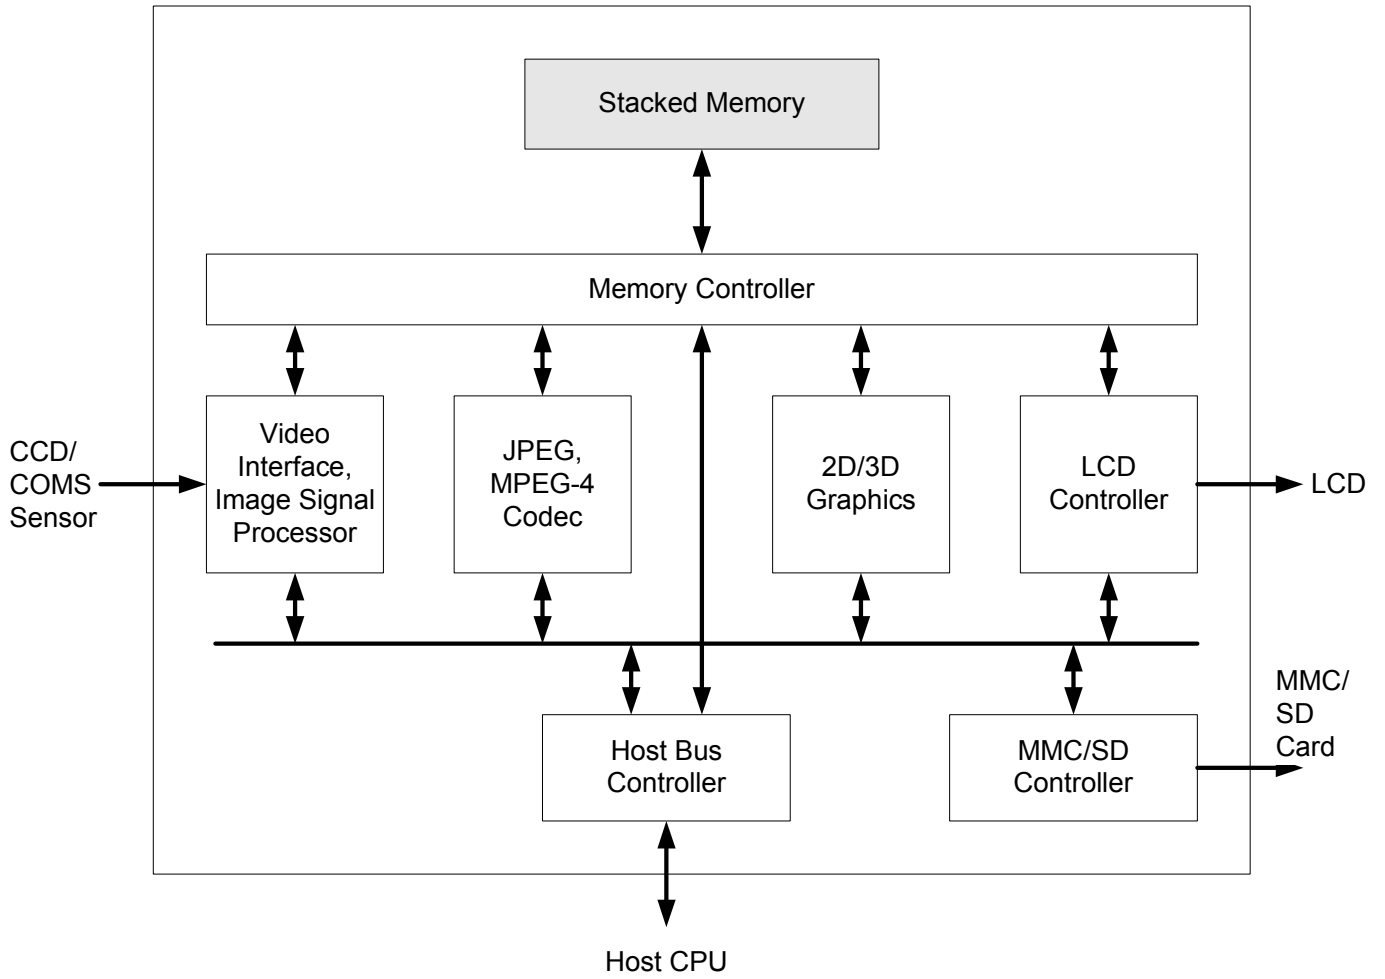 Stacked Memory
Memory Controller
CCD/
COMS
Sensor
Video
Interface,
Image Signal
Processor
JPEG,
MPEG-4
Codec
2D/3D
Graphics
LCD
Controller
LCD
Host Bus
Controller
MMC/SD
Controller
MMC/
SD
Card
Host CPU